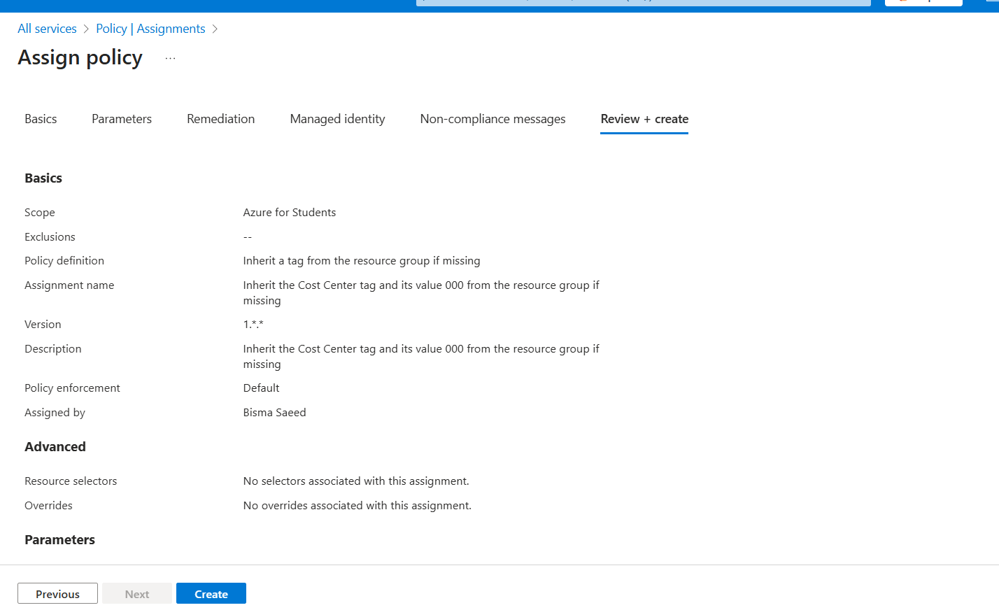 All services > Policy | Assignments >
Assign policy ...
Basics Parameters Remediation Managed identity Non-compliance messages Review + create
Basics
Scope Azure for Students
Exclusions --
Policy definition Inherit a tag from the resource group if missing
Assignment name Inherit the Cost Center tag and its value 000 from the resource group if
missing
Version 1.*.*
Description Inherit the Cost Center tag and its value 000 from the resource group if
missing
Policy enforcement Default
Assigned by Bisma Saeed
Advanced
Resource selectors No selectors associated with this assignment.
Overrides No overrides associated with this assignment.
Parameters
Previous Next Create